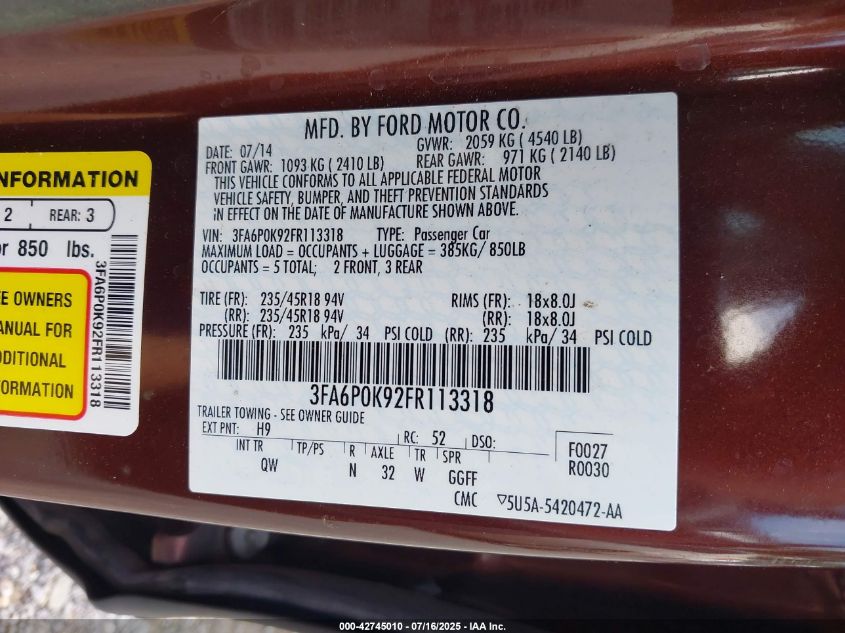 MFD. BY FORD MOTOR CO.
DATE: 07/14 GVWR: 2059 KG ( 4540 LB)
FRONT GAWR: 1093 KG ( 2410 LB) REAR GAWR: 971 KG ( 2140 LB)
THIS VEHICLE CONFORMS TO ALL APPLICABLE FEDERAL MOTOR
VEHICLE SAFETY, BUMPER, AND THEFT PREVENTION STANDARDS
IN EFFECT ON THE DATE OF MANUFACTURE SHOWN ABOVE.
VIN: 3FA6P0K92FR113318 TYPE: Passenger Car
MAXIMUM LOAD = OCCUPANTS + LUGGAGE = 385KG/ 850LB
OCCUPANTS = 5 TOTAL; 2 FRONT, 3 REAR
TIRE (FR): 235/45R18 94V RIMS (FR): 18x8.0J
(RR): 235/45R18 94V (RR): 18x8.0J
PRESSURE (FR): 235 kPa/ 34 PSI COLD (RR): 235 kPa/ 34 PSI COLD
3FA6P0K92FR113318
TRAILER TOWING - SEE OWNER GUIDE
EXT PNT: H9 RC: 52 DSO:
INT TR TP/PS R AXLE TR SPR F0027
QW N 32 W GGFF R0030
CMC 5U5A-5420472-AA
NFORMATION
2 REAR: 3
or 850 lbs.
EE OWNERS
ANUAL FOR
DDITIONAL
FORMATION
3FA6P0K92FR113318
000-42745010 - 07/16/2025 - IAA Inc.